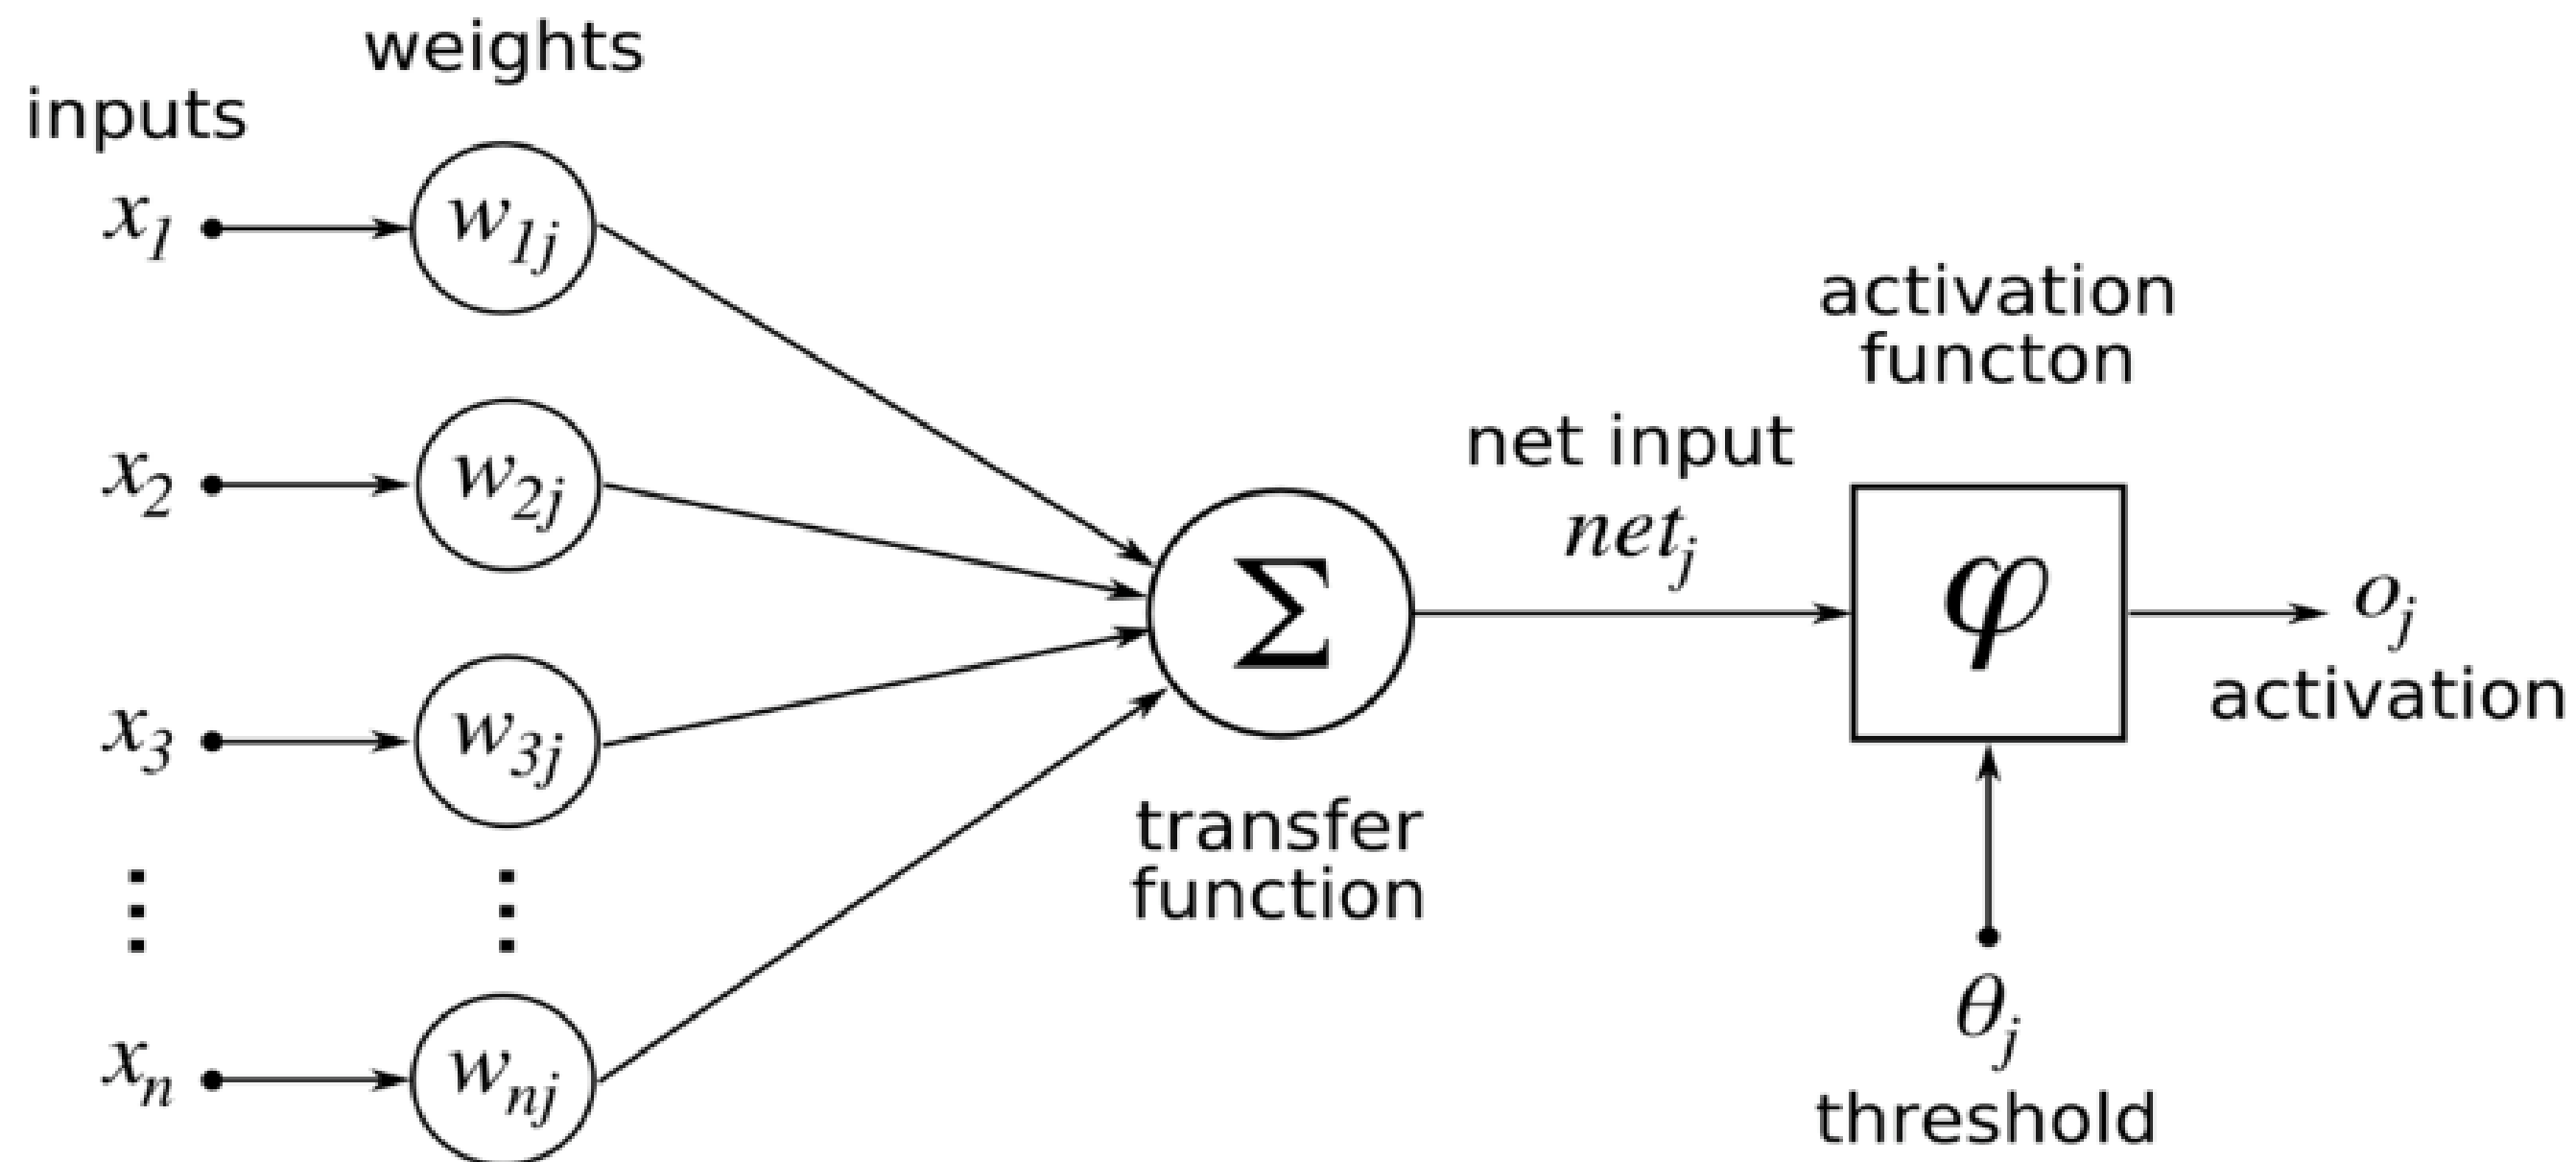 weights
inputs
x1
w1j
x2
w2j
x3
w3j
⋮
⋮
xn
wnj
Σ
transfer
function
net input
netj
activation
functon
φ
oj
activation
θj
threshold